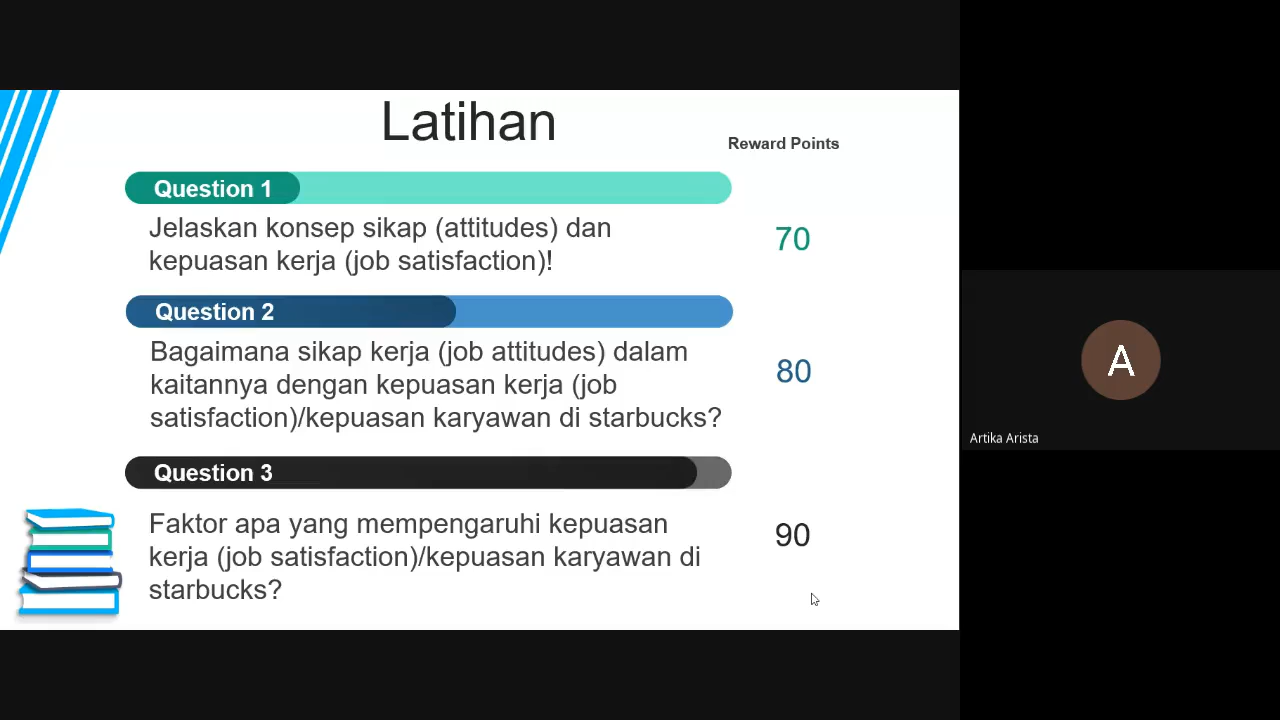 Latihan
Reward Points
Question 1
Jelaskan konsep sikap (attitudes) dan
kepuasan kerja (job satisfaction)!
70
Question 2
Bagaimana sikap kerja (job attitudes) dalam
kaitannya dengan kepuasan kerja (job
satisfaction)/kepuasan karyawan di starbucks?
80
Question 3
Faktor apa yang mempengaruhi kepuasan
kerja (job satisfaction)/kepuasan karyawan di
starbucks?
90
A
Artika Arista